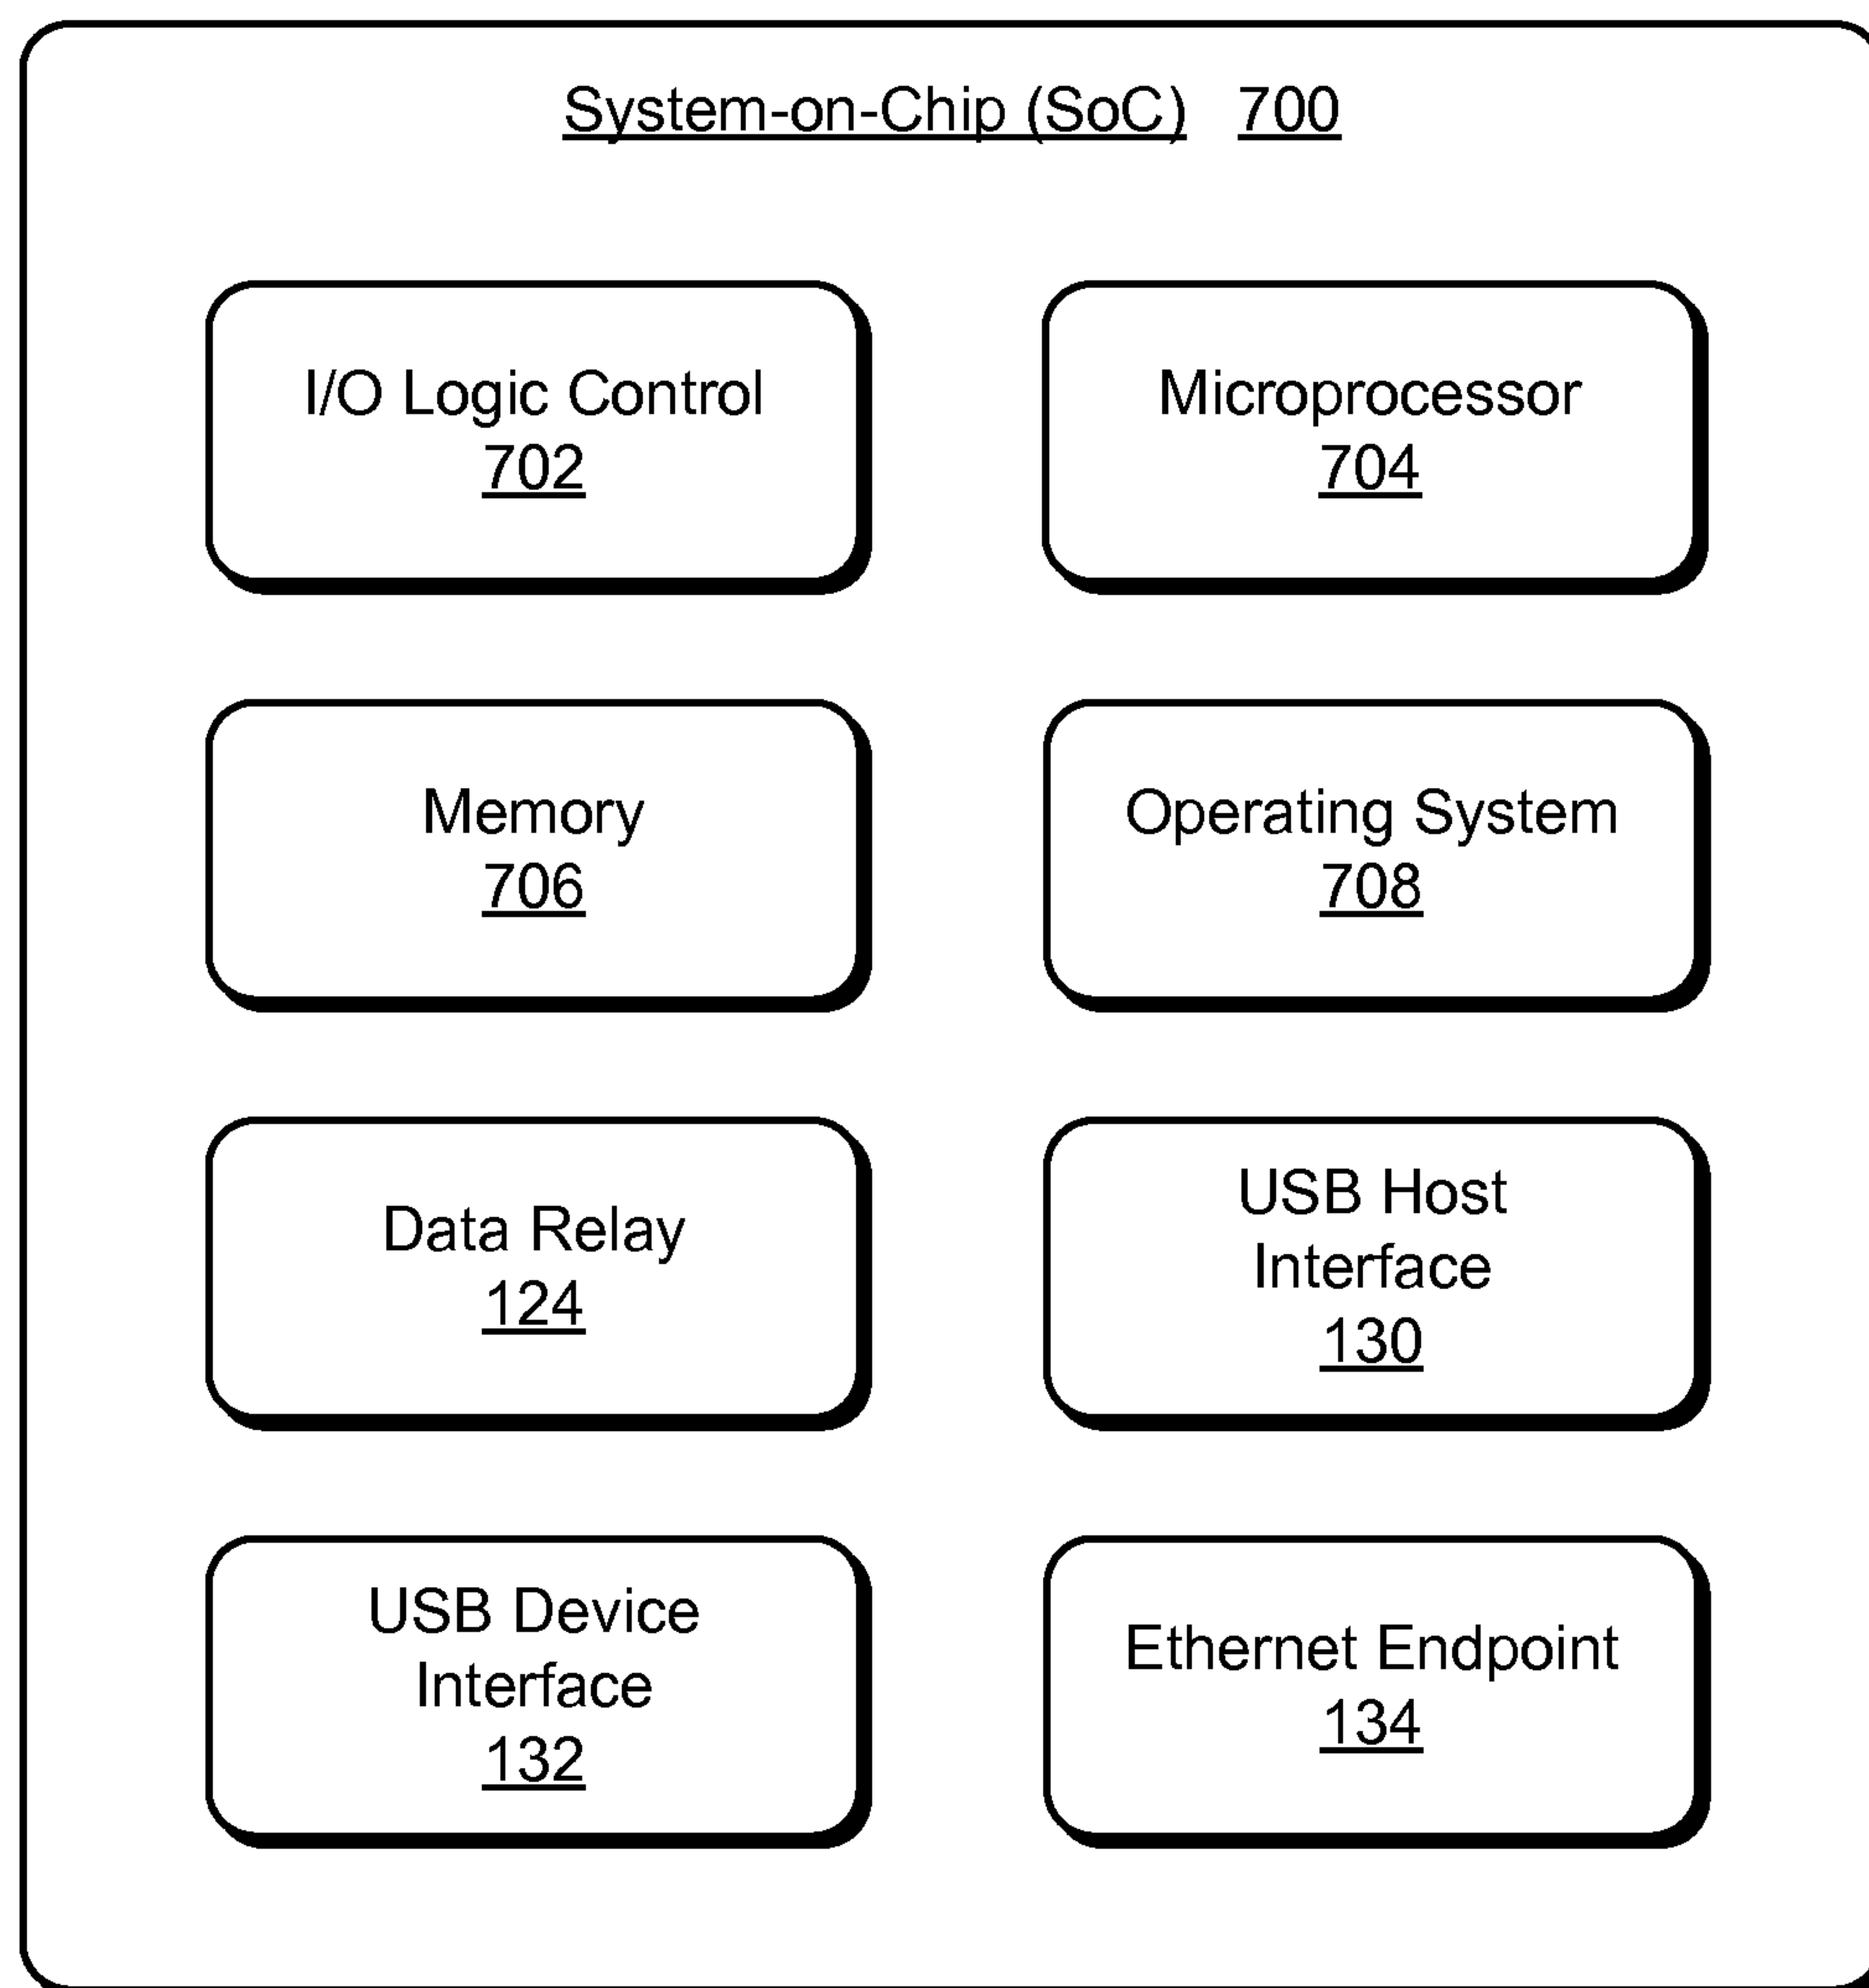 System-on-Chip (SoC) 700
I/O Logic Control
702
Microprocessor
704
Memory
706
Operating System
708
Data Relay
124
USB Host
Interface
130
USB Device
Interface
132
Ethernet Endpoint
134